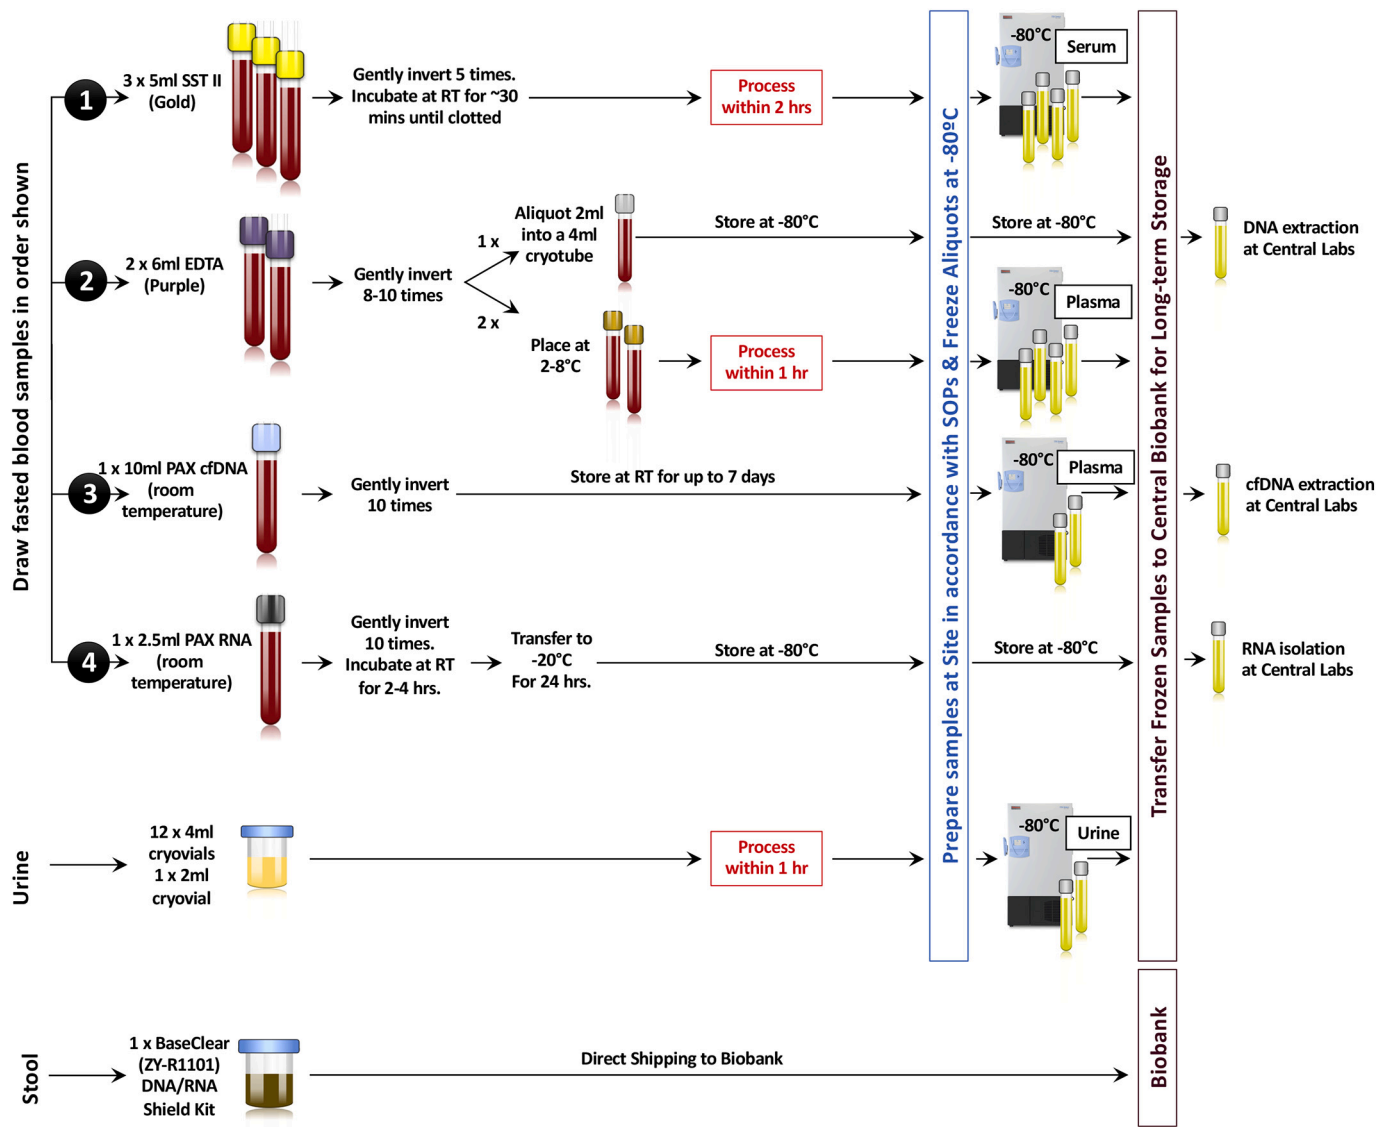 Draw fasted blood samples in order shown
1
3 x 5ml SST II
(Gold)
Gently invert 5 times.
Incubate at RT for ~30
mins until clotted
Process
within 2 hrs
-80°C
Serum
2
2 x 6ml EDTA
(Purple)
Gently invert
8-10 times
1 x
Aliquot 2ml
into a 4ml
cryotube
Store at -80°C
Store at -80°C
DNA extraction
at Central Labs
2 x
Place at
2-8°C
Process
within 1 hr
-80°C
Plasma
3
1 x 10ml PAX cfDNA
(room
temperature)
Gently invert
10 times
Store at RT for up to 7 days
-80°C
Plasma
cfDNA extraction
at Central Labs
4
1 x 2.5ml PAX RNA
(room
temperature)
Gently invert
10 times.
Incubate at RT
for 2-4 hrs.
Transfer to
-20°C
For 24 hrs.
Store at -80°C
Store at -80°C
RNA isolation
at Central Labs
Prepare samples at Site in accordance with SOPs & Freeze Aliquots at -80ºC
Transfer Frozen Samples to Central Biobank for Long-term Storage
Urine
12 x 4ml
cryovials
1 x 2ml
cryovial
Process
within 1 hr
-80°C
Urine
Stool
1 x BaseClear
(ZY-R1101)
DNA/RNA
Shield Kit
Direct Shipping to Biobank
Biobank